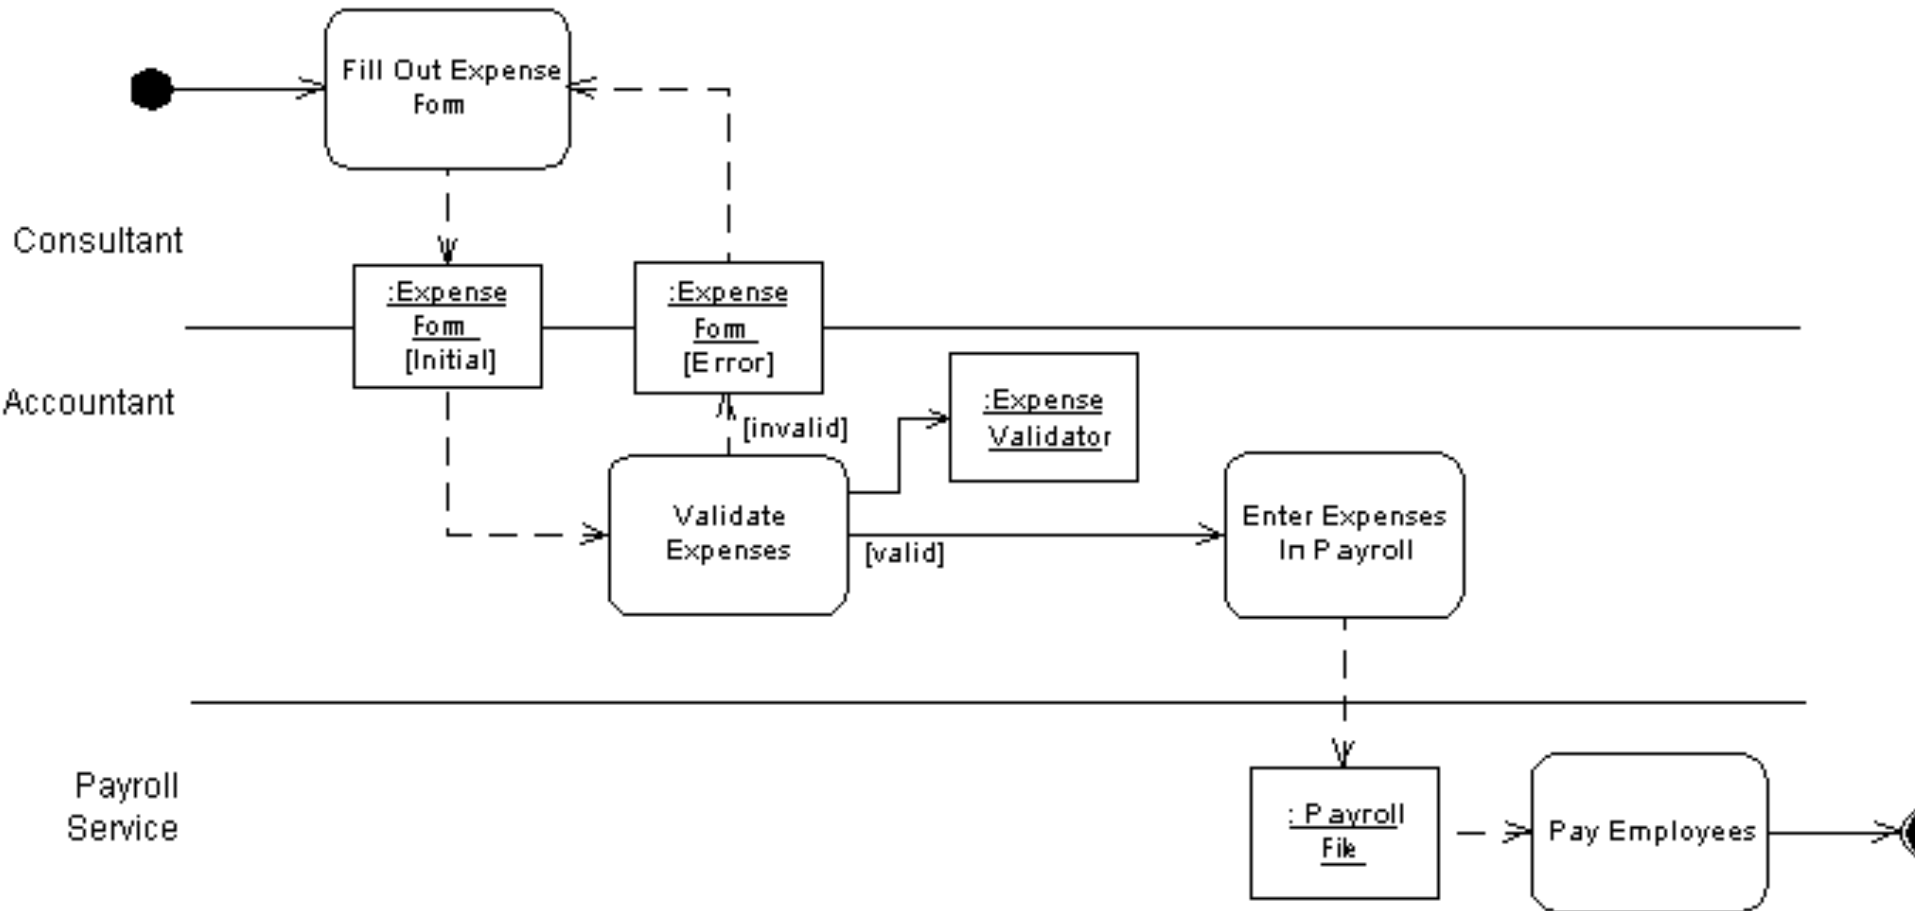 Fill Out Expense
Form
Consultant
:Expense
Form
[Initial]
:Expense
Form
[Error]
Accountant
[invalid]
:Expense
Validator
Validate
Expenses
[valid]
Enter Expenses
In Payroll
Payroll
Service
: Payroll
File
Pay Employees